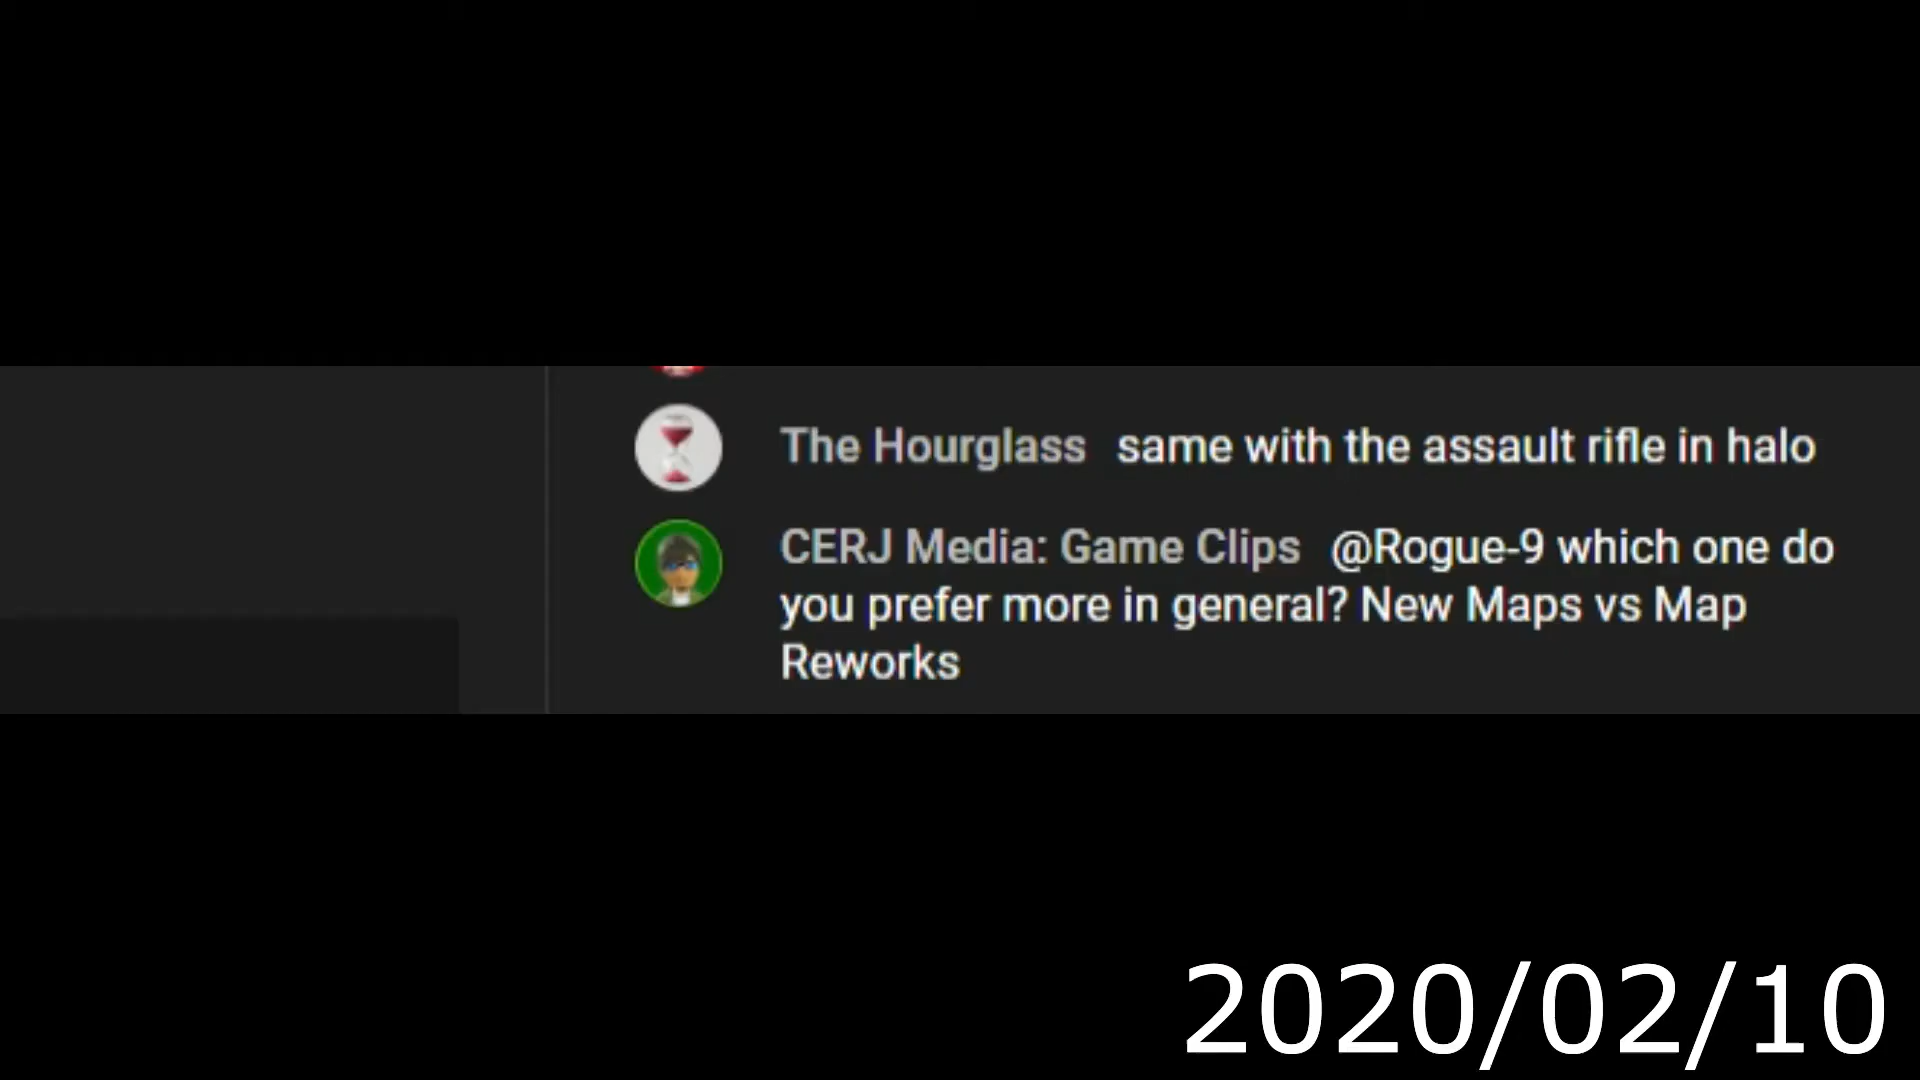 The Hourglass same with the assault rifle in halo
CERJ Media: Game Clips @Rogue-9 which one do
you prefer more in general? New Maps vs Map
Reworks
2020/02/10